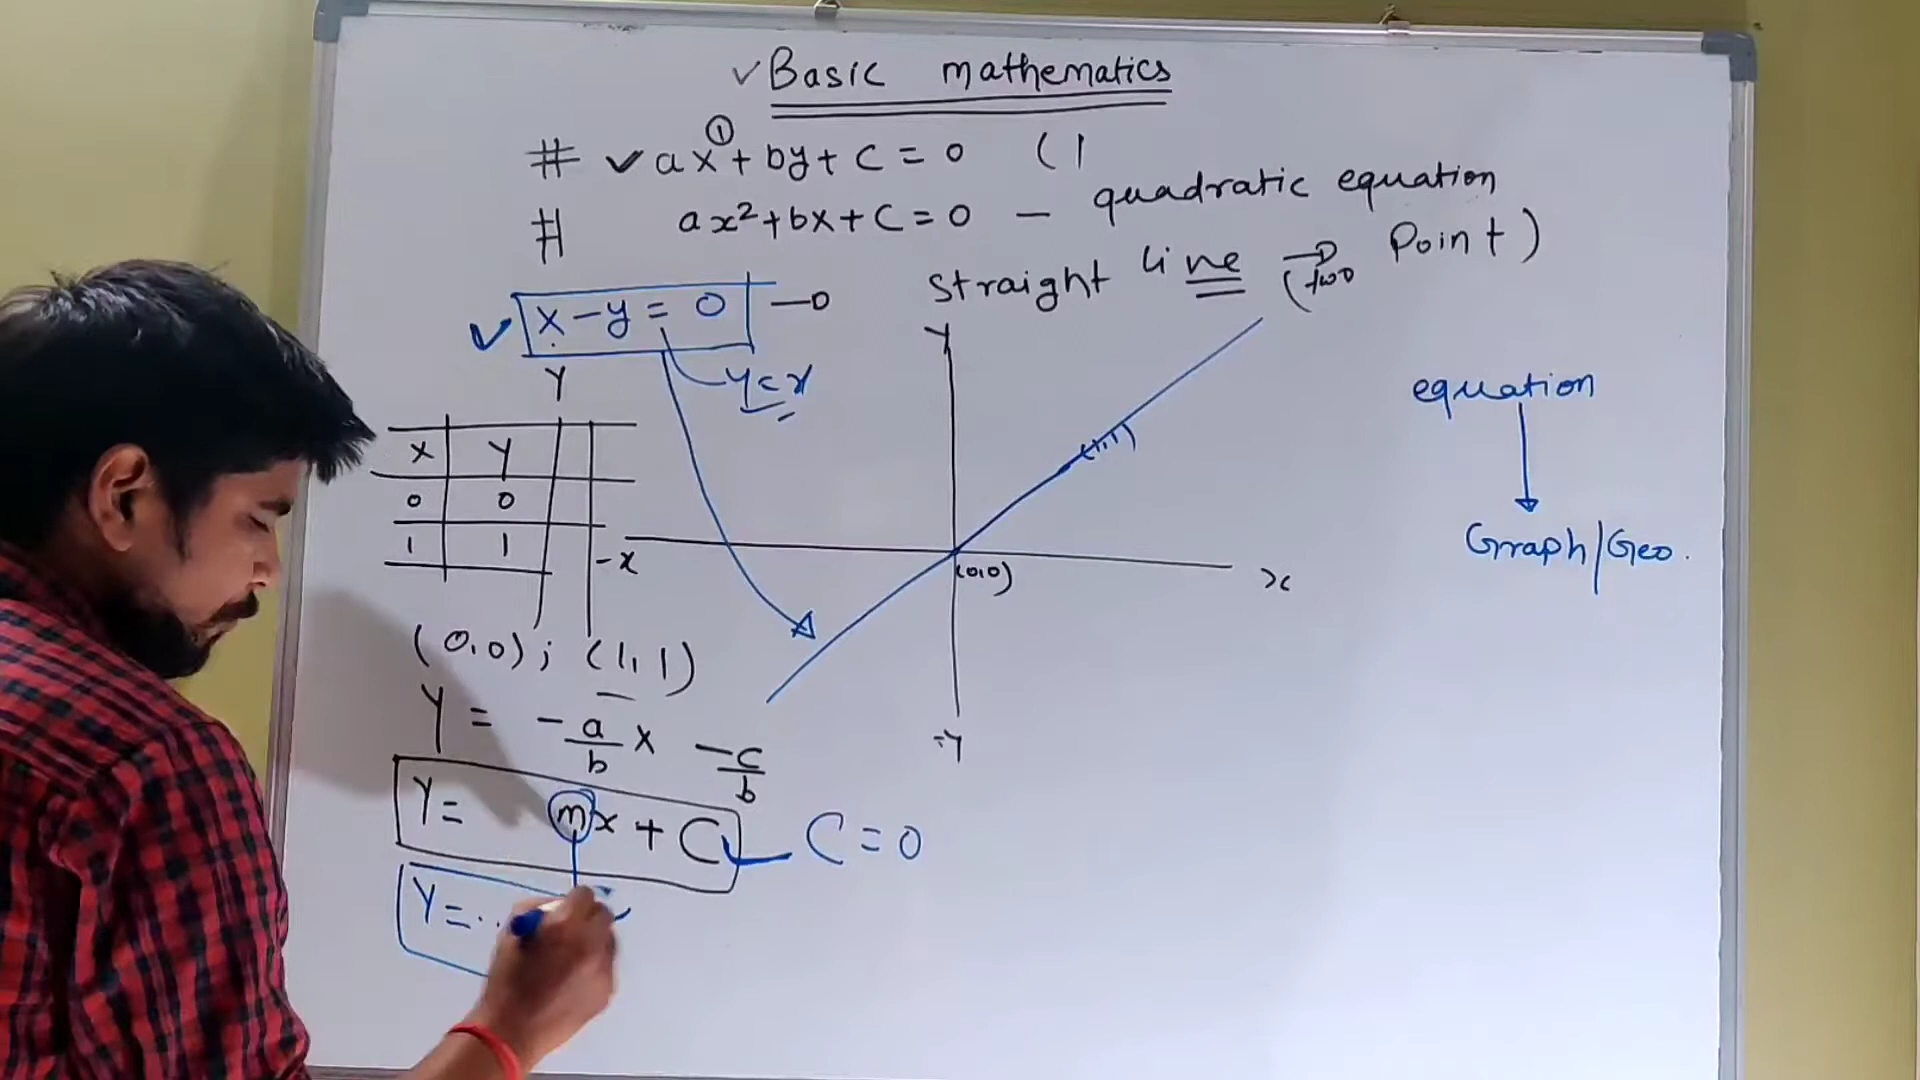 ✓ Basic mathematics
# ✓ ax① + by + c = 0 (1
# ax² + bx + c = 0 — quadratic equation
straight line → (two Point)
✓ x - y = 0 —0
y = x
Y
X Y
0 0
1 1
(0,0) ; (1,1)
Y = -a/b x -c/b
Y = mx + C C = 0
Y = ..
Y
-x
x
-y
(0,0)
(1,1)
equation
Graph/Geo.